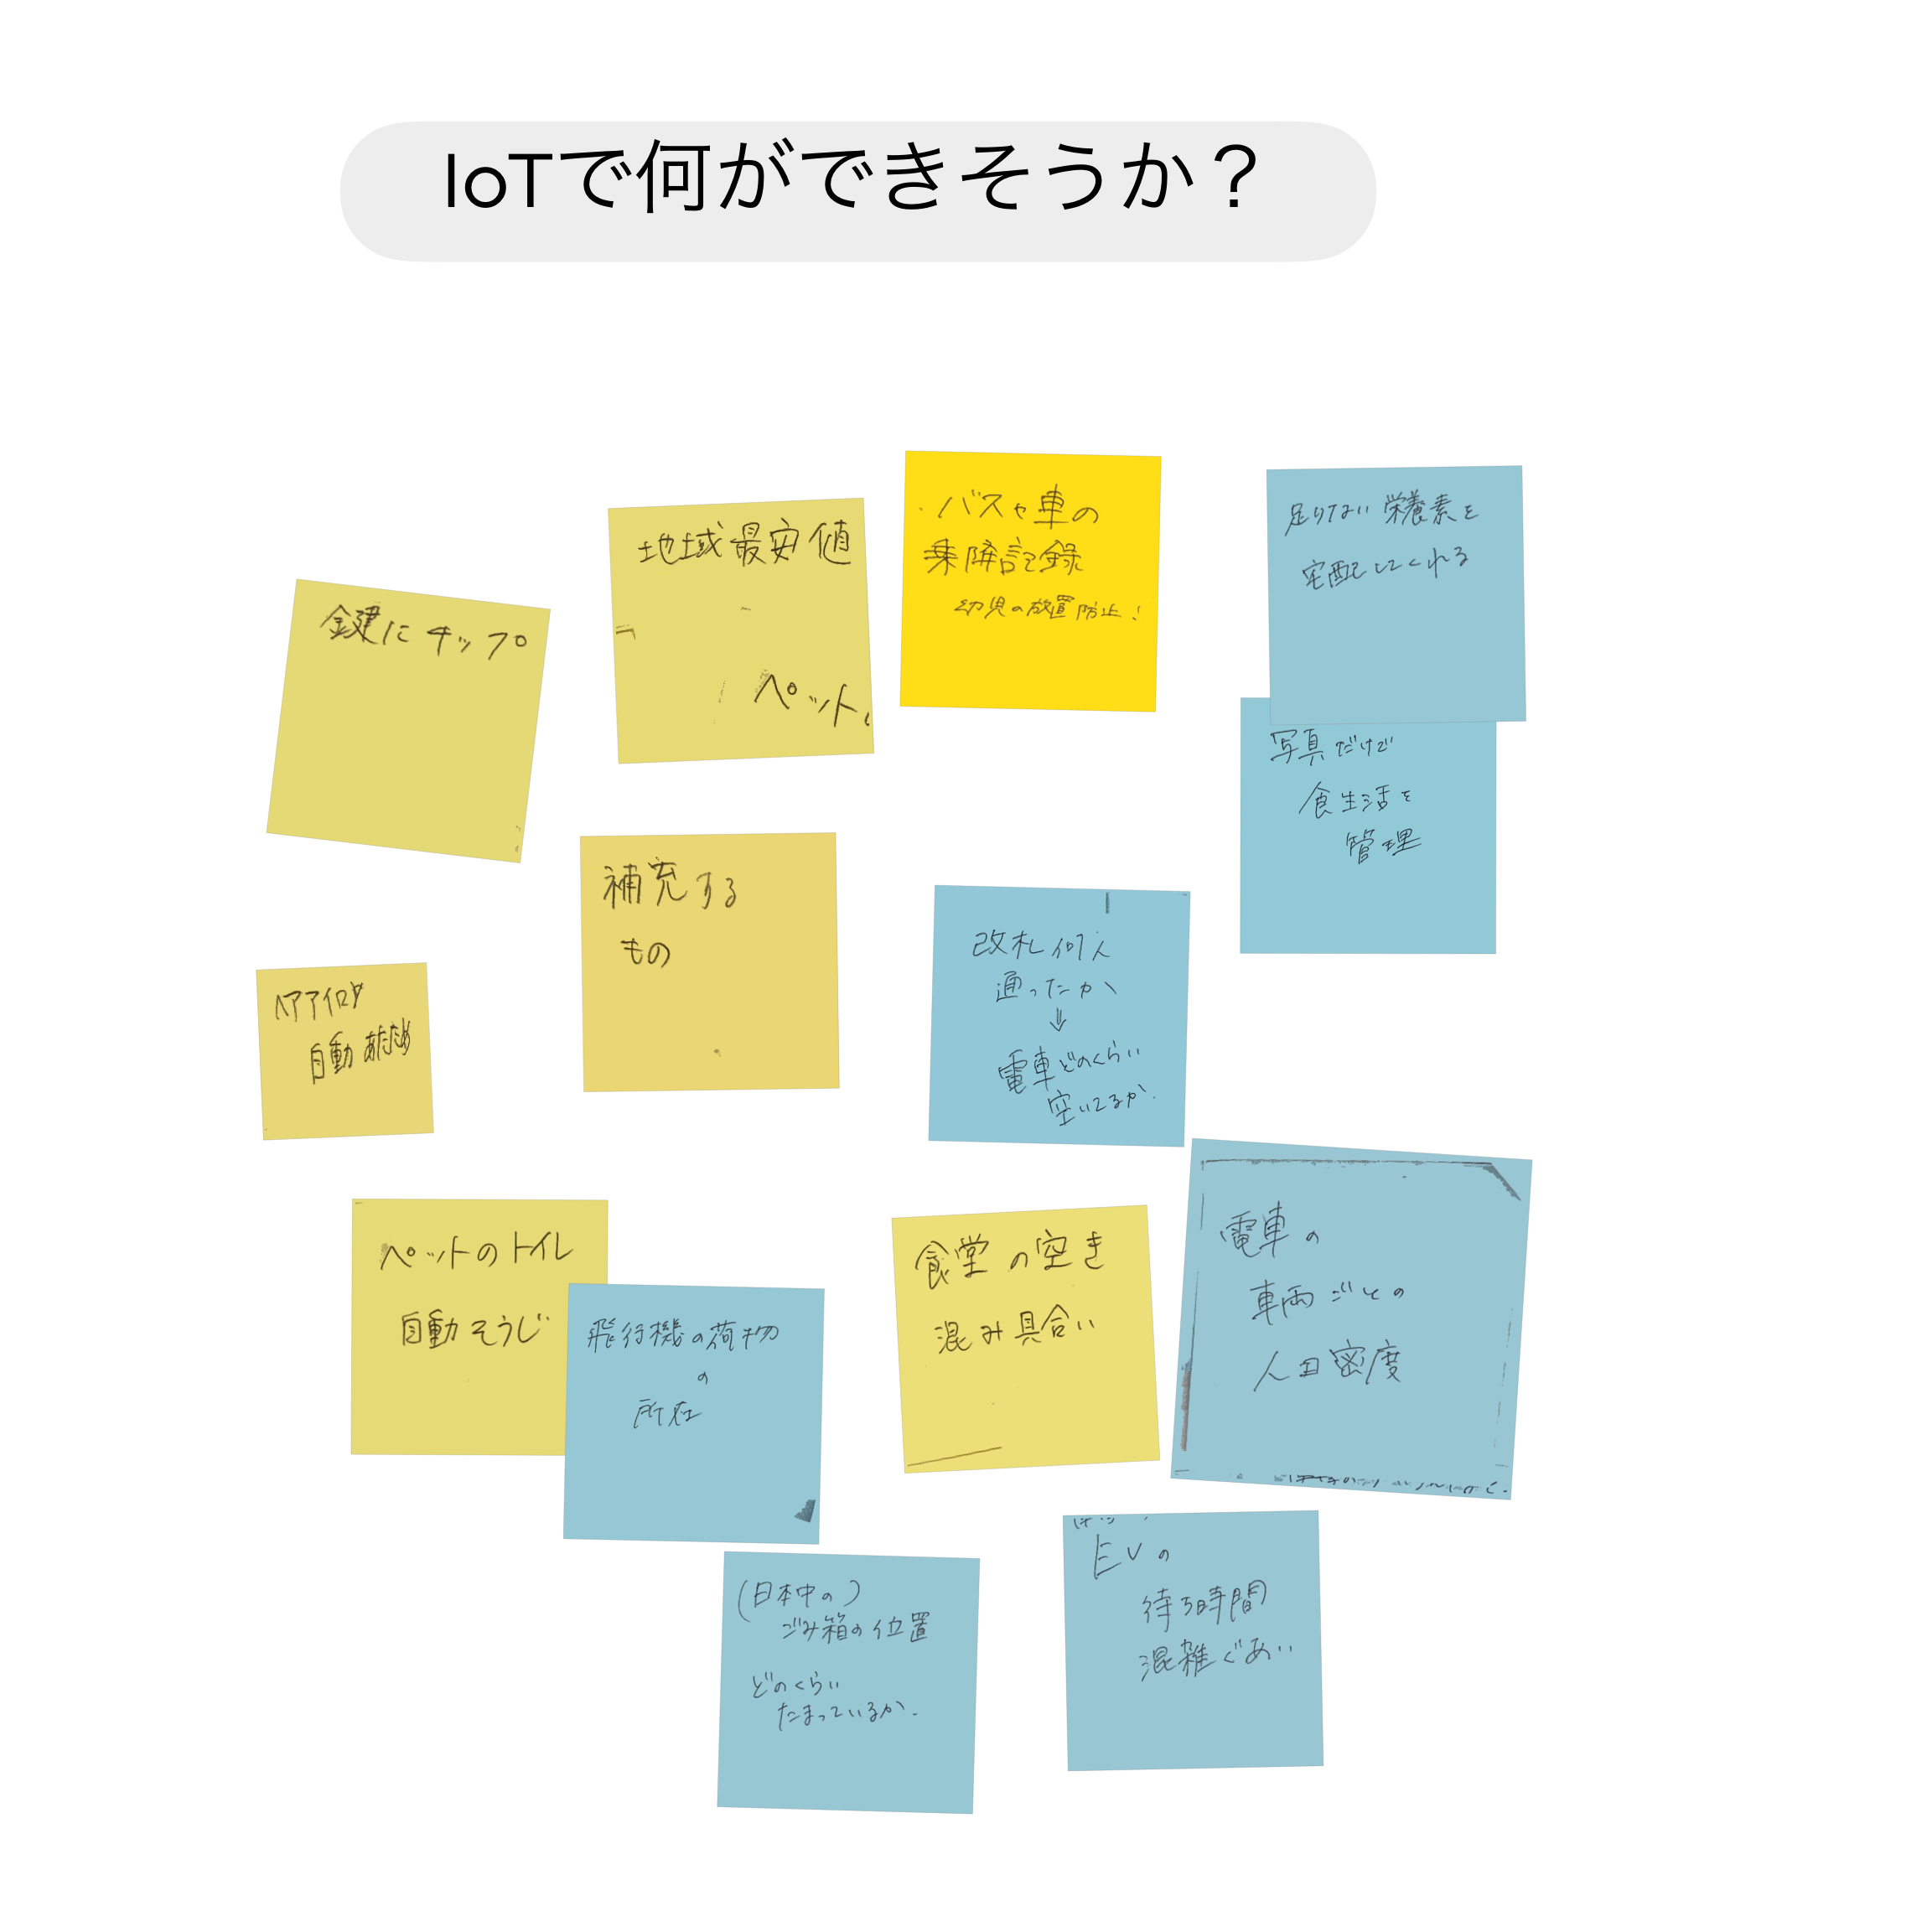 IoTで何ができそうか？
鍵にチップ
地域最安値
ペット
バスや車の
乗降記録
幼児の放置防止！
足りない栄養素を
宅配してくれる
写真だけで
食生活を
管理
補充する
もの
改札何人
通ったか
⇓
電車どのくらい
空いてるか.
ヘアアイロン
自動あたため
ペットのトイレ
自動そうじ
飛行機の荷物
の
所在
食堂の空き
混み具合い
電車の
車両ごとの
人口密度
(日本中の)
ごみ箱の位置
どのくらい
たまっているか.
EVの
待ち時間
混雑ぐあい